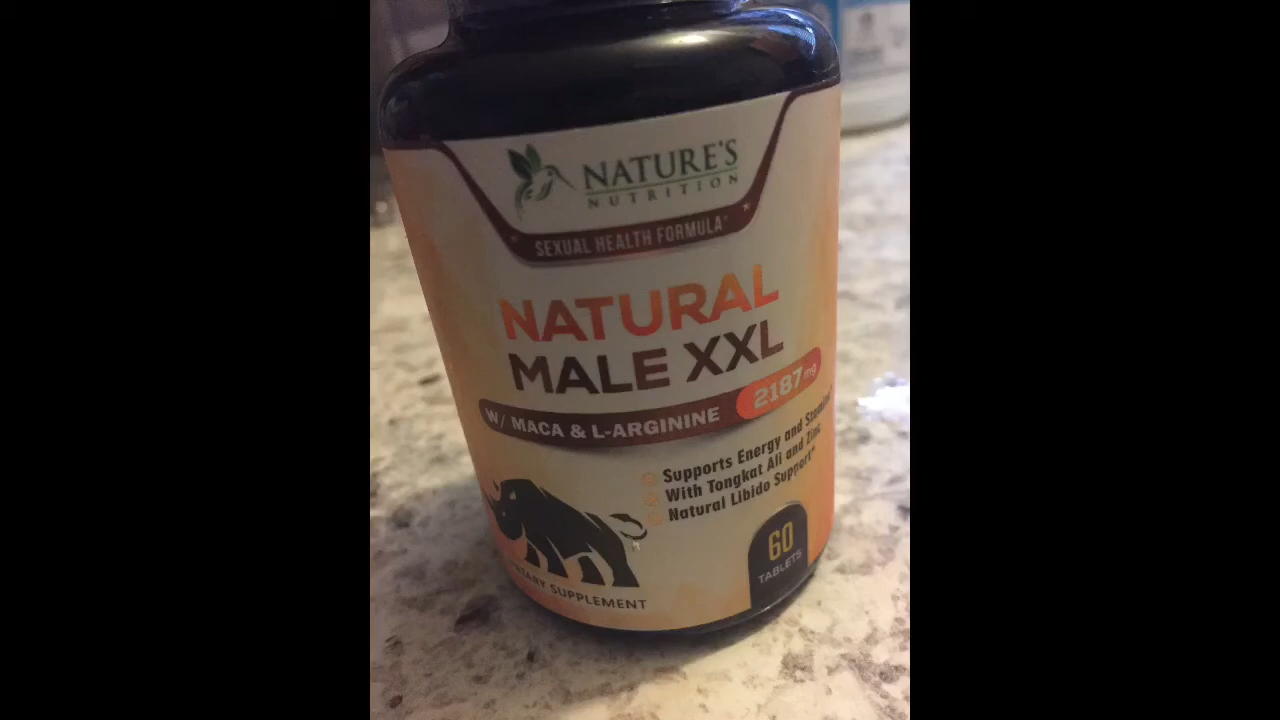 NATURE'S
NUTRITION
SEXUAL HEALTH FORMULA*
NATURAL
MALE XXL
W/ MACA & L-ARGININE 2187mg
Supports Energy and Stamina*
With Tongkat Ali and Zinc
Natural Libido Support*
60
TABLETS
SUPPLEMENT